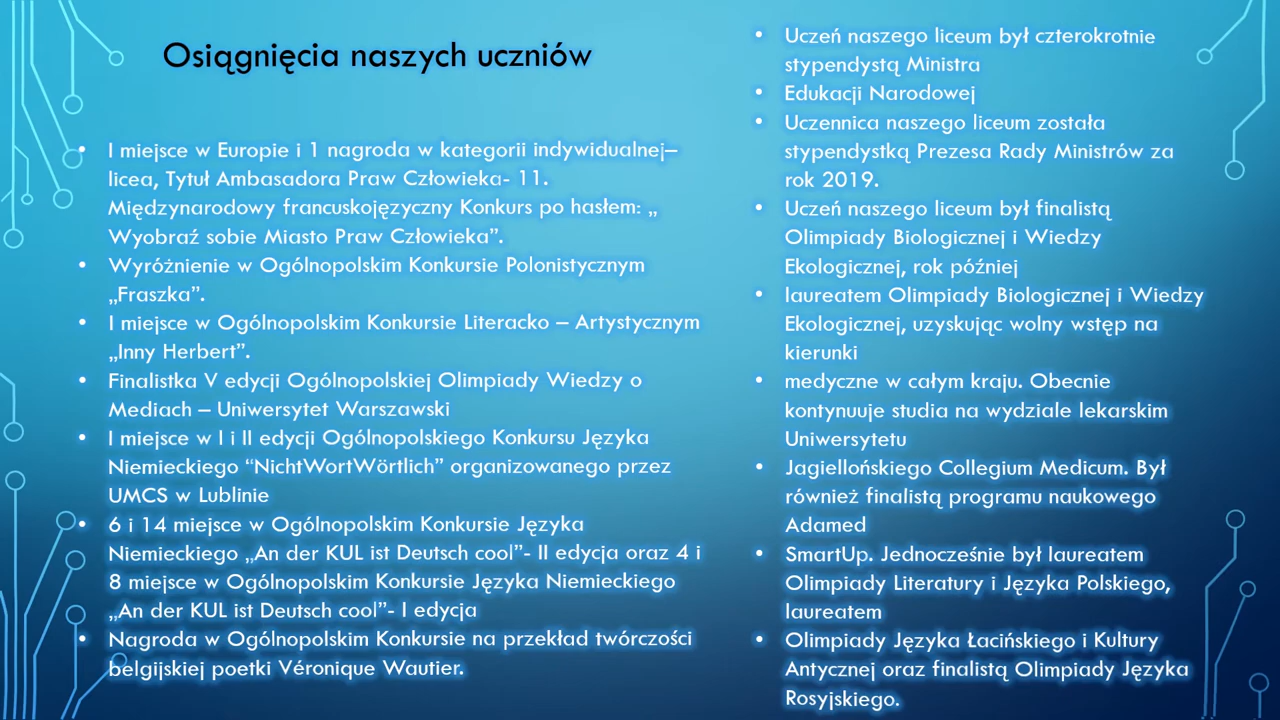 Osiągnięcia naszych uczniów
• I miejsce w Europie i 1 nagroda w kategorii indywidualnej–
licea, Tytuł Ambasadora Praw Człowieka- 11.
Międzynarodowy francuskojęzyczny Konkurs po hasłem: „
Wyobraź sobie Miasto Praw Człowieka”.
• Wyróżnienie w Ogólnopolskim Konkursie Polonistycznym
„Fraszka”.
• I miejsce w Ogólnopolskim Konkursie Literacko – Artystycznym
„Inny Herbert”.
• Finalistka V edycji Ogólnopolskiej Olimpiady Wiedzy o
Mediach – Uniwersytet Warszawski
• I miejsce w I i II edycji Ogólnopolskiego Konkursu Języka
Niemieckiego “NichtWortWörtlich” organizowanego przez
UMCS w Lublinie
• 6 i 14 miejsce w Ogólnopolskim Konkursie Języka
Niemieckiego „An der KUL ist Deutsch cool”- II edycja oraz 4 i
8 miejsce w Ogólnopolskim Konkursie Języka Niemieckiego
„An der KUL ist Deutsch cool”- I edycja
• Nagroda w Ogólnopolskim Konkursie na przekład twórczości
belgijskiej poetki Véronique Wautier.
• Uczeń naszego liceum był czterokrotnie
stypendystą Ministra
• Edukacji Narodowej
• Uczennica naszego liceum została
stypendystką Prezesa Rady Ministrów za
rok 2019.
• Uczeń naszego liceum był finalistą
Olimpiady Biologicznej i Wiedzy
Ekologicznej, rok później
• laureatem Olimpiady Biologicznej i Wiedzy
Ekologicznej, uzyskując wolny wstęp na
kierunki
• medyczne w całym kraju. Obecnie
kontynuuje studia na wydziale lekarskim
Uniwersytetu
• Jagiellońskiego Collegium Medicum. Był
również finalistą programu naukowego
Adamed
• SmartUp. Jednocześnie był laureatem
Olimpiady Literatury i Języka Polskiego,
laureatem
• Olimpiady Języka Łacińskiego i Kultury
Antycznej oraz finalistą Olimpiady Języka
Rosyjskiego.